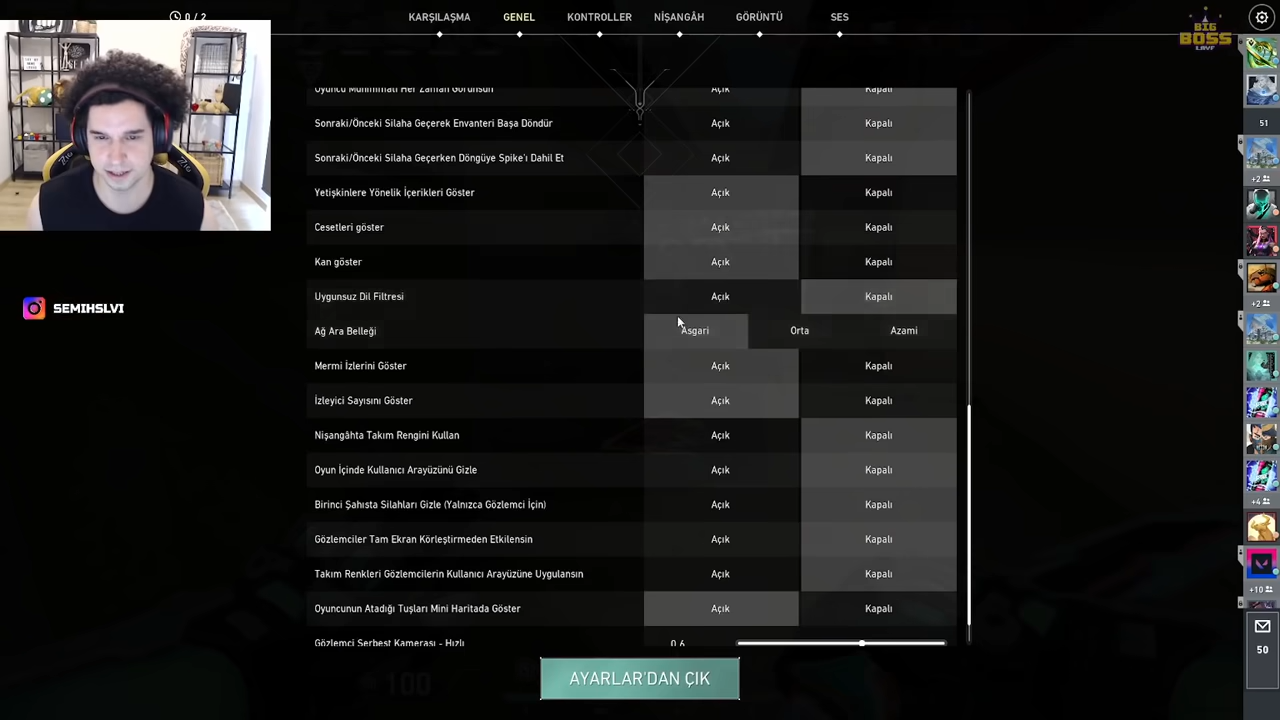 0 / 2
KARŞILAŞMA GENEL KONTROLLER NİŞANGÂH GÖRÜNTÜ SES
BIG
BOSS
LAYF
Oyuncu Mühimmatı Her Zaman Görünsün Açık Kapalı
Sonraki/Önceki Silaha Geçerek Envanteri Başa Döndür Açık Kapalı
51
Sonraki/Önceki Silaha Geçerken Döngüye Spike'ı Dahil Et Açık Kapalı
+2
Yetişkinlere Yönelik İçerikleri Göster Açık Kapalı
Cesetleri göster Açık Kapalı
Kan göster Açık Kapalı
Uygunsuz Dil Filtresi Açık Kapalı
+2
SEMIHSLVI
Ağ Ara Belleği Asgari Orta Azami
Mermi İzlerini Göster Açık Kapalı
İzleyici Sayısını Göster Açık Kapalı
Nişangâhta Takım Rengini Kullan Açık Kapalı
Oyun İçinde Kullanıcı Arayüzünü Gizle Açık Kapalı
+4
Birinci Şahısta Silahları Gizle (Yalnızca Gözlemci İçin) Açık Kapalı
Gözlemciler Tam Ekran Körleştirmeden Etkilensin Açık Kapalı
Takım Renkleri Gözlemcilerin Kullanıcı Arayüzüne Uygulansın Açık Kapalı
+10
Oyuncunun Atadığı Tuşları Mini Haritada Göster Açık Kapalı
Gözlemci Serbest Kamerası - Hızlı 0.6
50
AYARLAR'DAN ÇIK
100